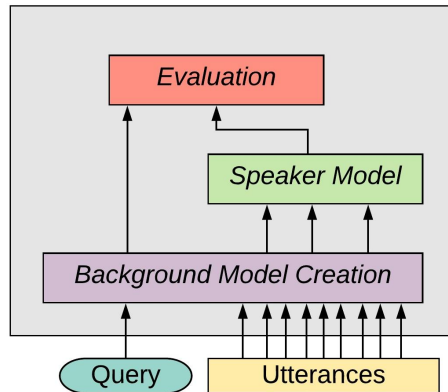 Evaluation
Speaker Model
Background Model Creation
Query
Utterances